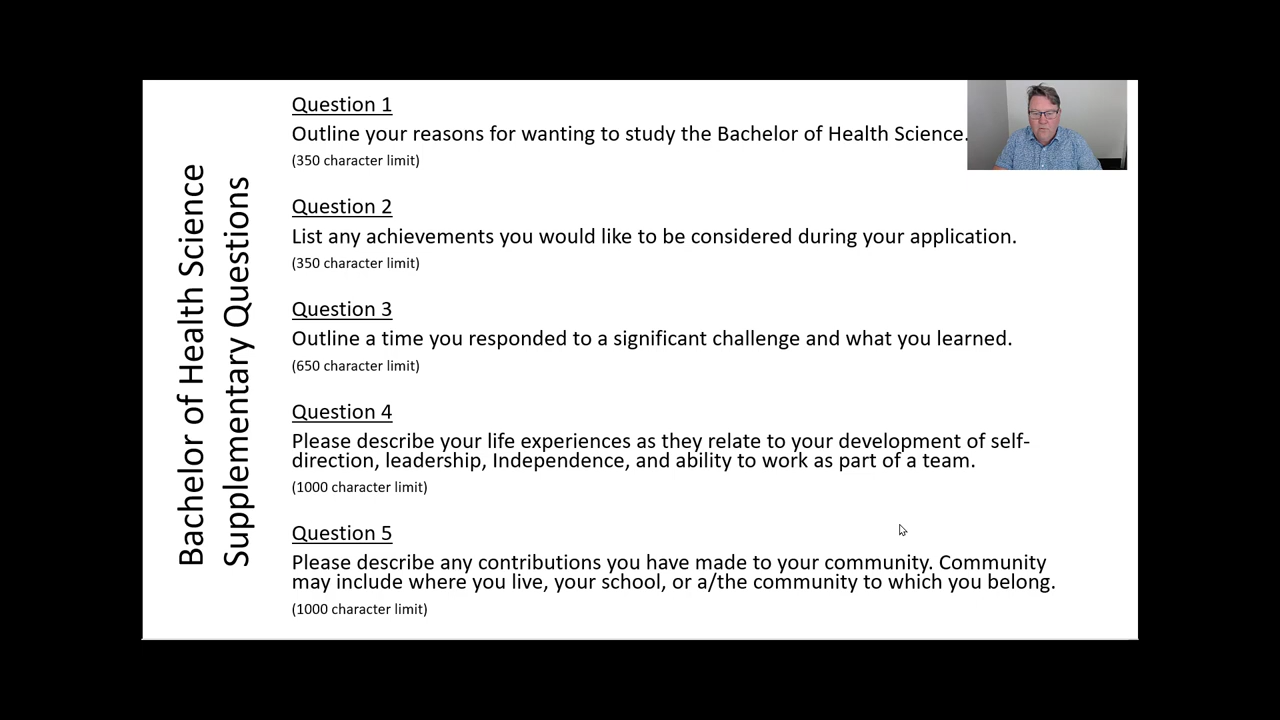 Bachelor of Health Science
Supplementary Questions
Question 1
Outline your reasons for wanting to study the Bachelor of Health Science.
(350 character limit)
Question 2
List any achievements you would like to be considered during your application.
(350 character limit)
Question 3
Outline a time you responded to a significant challenge and what you learned.
(650 character limit)
Question 4
Please describe your life experiences as they relate to your development of self-
direction, leadership, Independence, and ability to work as part of a team.
(1000 character limit)
Question 5
Please describe any contributions you have made to your community. Community
may include where you live, your school, or a/the community to which you belong.
(1000 character limit)